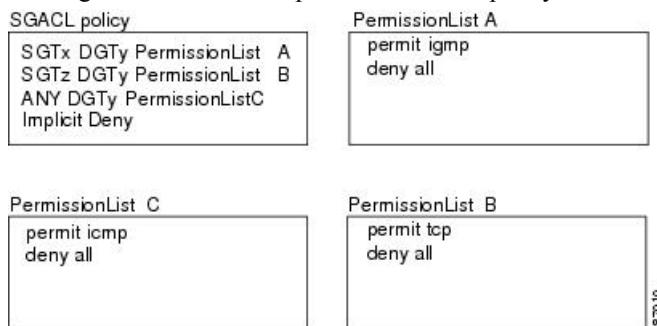 SGACL policy
SGTx DGTy PermissionList A
SGTz DGTy PermissionList B
ANY DGTy PermissionListC
Implicit Deny
PermissionList A
permit igmp
deny all
PermissionList C
permit icmp
deny all
PermissionList B
permit tcp
deny all